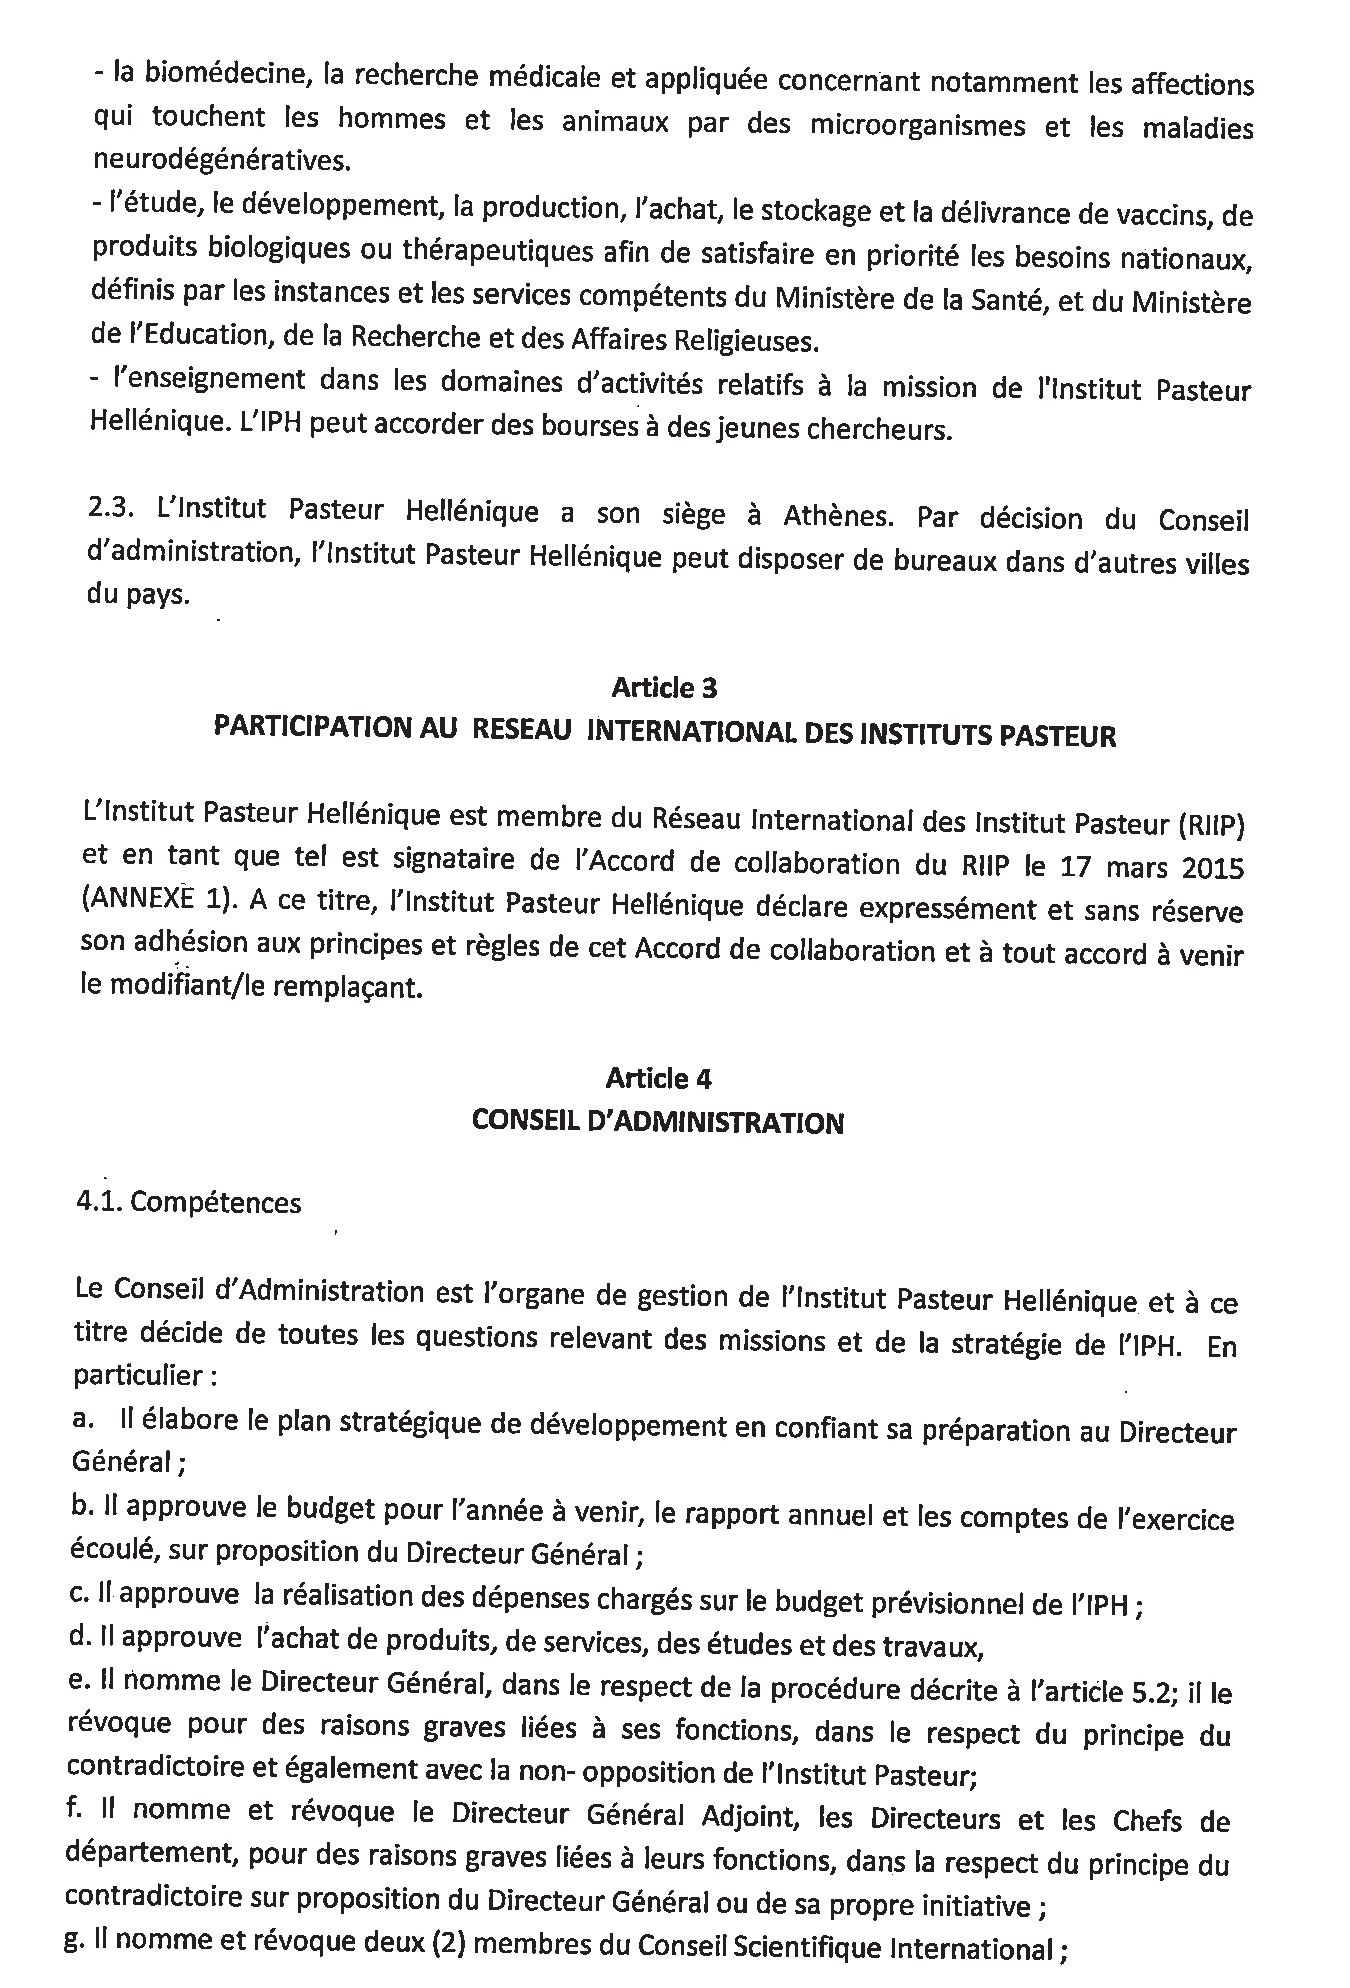 - la biomédecine, la recherche médicale et appliquée concernant notamment les affections
qui touchent les hommes et les animaux par des microorganismes et les maladies
neurodégénératives.
- l'étude, le développement, la production, l'achat, le stockage et la délivrance de vaccins, de
produits biologiques ou thérapeutiques afin de satisfaire en priorité les besoins nationaux,
définis par les instances et les services compétents du Ministère de la Santé, et du Ministère
de l'Education, de la Recherche et des Affaires Religieuses.
- l'enseignement dans les domaines d'activités relatifs à la mission de l'Institut Pasteur
Hellénique. L'IPH peut accorder des bourses à des jeunes chercheurs.
2.3. L'Institut Pasteur Hellénique a son siège à Athènes. Par décision du Conseil
d'administration, l'Institut Pasteur Hellénique peut disposer de bureaux dans d'autres villes
du pays.
Article 3
PARTICIPATION AU RESEAU INTERNATIONAL DES INSTITUTS PASTEUR
L'Institut Pasteur Hellénique est membre du Réseau International des Institut Pasteur (RIIP)
et en tant que tel est signataire de l'Accord de collaboration du RIIP le 17 mars 2015
(ANNEXE 1). A ce titre, l'Institut Pasteur Hellénique déclare expressément et sans réserve
son adhésion aux principes et règles de cet Accord de collaboration et à tout accord à venir
le modifiant/le remplaçant.
Article 4
CONSEIL D'ADMINISTRATION
4.1. Compétences
Le Conseil d'Administration est l'organe de gestion de l'Institut Pasteur Hellénique et à ce
titre décide de toutes les questions relevant des missions et de la stratégie de l'IPH. En
particulier :
a. Il élabore le plan stratégique de développement en confiant sa préparation au Directeur
Général ;
b. Il approuve le budget pour l'année à venir, le rapport annuel et les comptes de l'exercice
écoulé, sur proposition du Directeur Général ;
c. Il approuve la réalisation des dépenses chargés sur le budget prévisionnel de l'IPH ;
d. Il approuve l'achat de produits, de services, des études et des travaux,
e. Il nomme le Directeur Général, dans le respect de la procédure décrite à l'article 5.2; il le
révoque pour des raisons graves liées à ses fonctions, dans le respect du principe du
contradictoire et également avec la non- opposition de l'Institut Pasteur;
f. Il nomme et révoque le Directeur Général Adjoint, les Directeurs et les Chefs de
département, pour des raisons graves liées à leurs fonctions, dans la respect du principe du
contradictoire sur proposition du Directeur Général ou de sa propre initiative ;
g. Il nomme et révoque deux (2) membres du Conseil Scientifique International ;